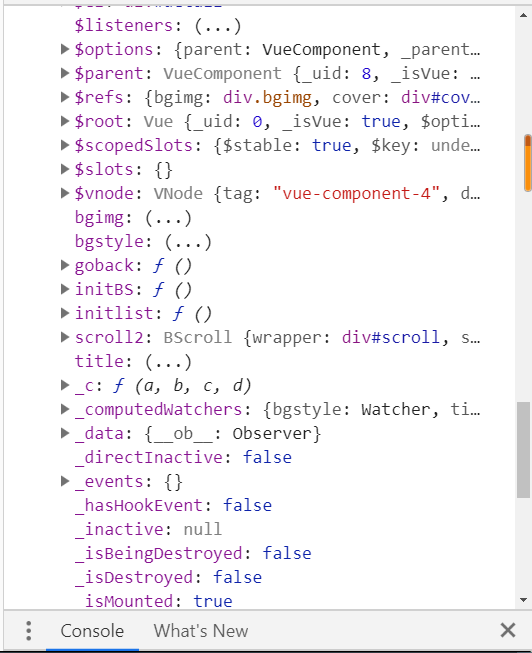 $listeners: (...)
$options: {parent: VueComponent, _parent…
$parent: VueComponent {_uid: 8, _isVue: …
$refs: {bgimg: div.bgimg, cover: div#cov…
$root: Vue {_uid: 0, _isVue: true, $opti…
$scopedSlots: {$stable: true, $key: unde…
$slots: {}
$vnode: VNode {tag: "vue-component-4", d…
bgimg: (...)
bgstyle: (...)
goback: ƒ ()
initBS: ƒ ()
initlist: ƒ ()
scroll2: BScroll {wrapper: div#scroll, s…
title: (...)
_c: ƒ (a, b, c, d)
_computedWatchers: {bgstyle: Watcher, ti…
_data: {__ob__: Observer}
_directInactive: false
_events: {}
_hasHookEvent: false
_inactive: null
_isBeingDestroyed: false
_isDestroyed: false
_isMounted: true
Console What's New